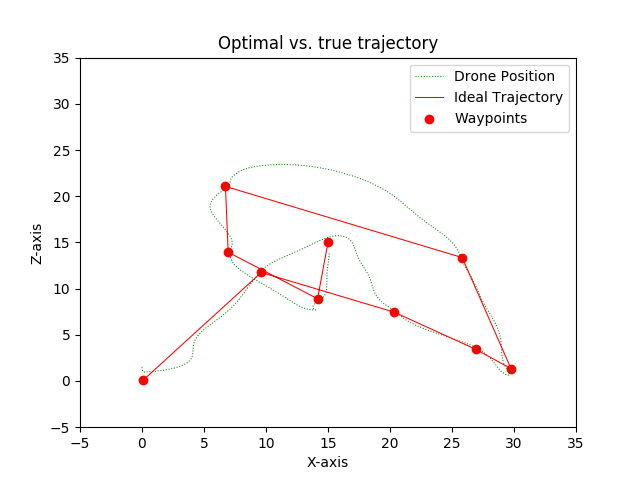 Optimal vs. true trajectory
Drone Position
Ideal Trajectory
Waypoints
35
30
25
20
15
10
5
0
−5
Z-axis
−5 0 5 10 15 20 25 30 35
X-axis